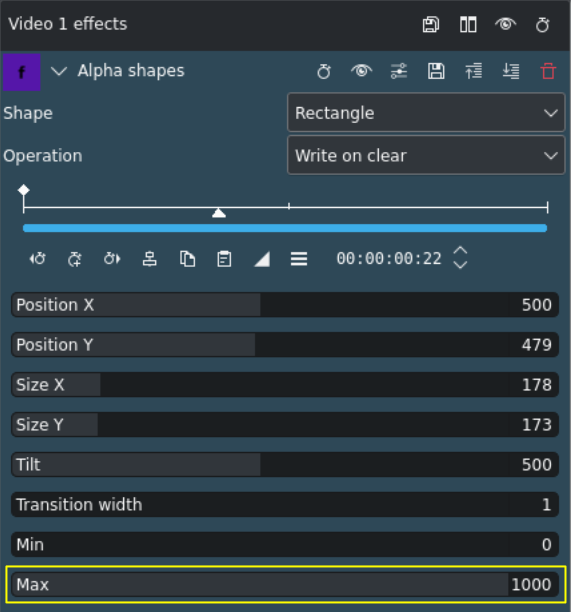 Video 1 effects
f Alpha shapes
Shape Rectangle
Operation Write on clear
00:00:00:22
Position X 500
Position Y 479
Size X 178
Size Y 173
Tilt 500
Transition width 1
Min 0
Max 1000